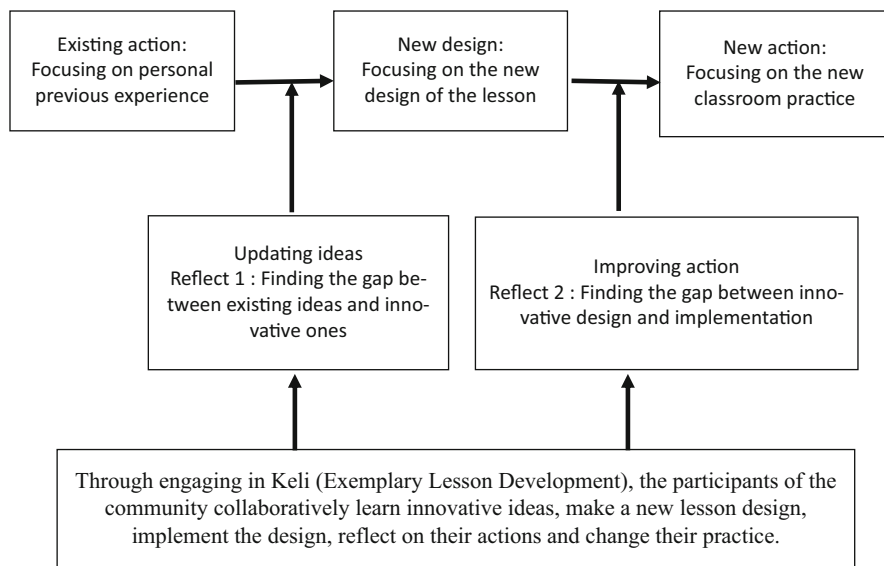 Existing action:
Focusing on personal
previous experience
New design:
Focusing on the new
design of the lesson
New action:
Focusing on the new
classroom practice
Updating ideas
Reflect 1 : Finding the gap be-
tween existing ideas and inno-
vative ones
Improving action
Reflect 2 : Finding the gap between inno-
vative design and implementation
Through engaging in Keli (Exemplary Lesson Development), the participants of the
community collaboratively learn innovative ideas, make a new lesson design,
implement the design, reflect on their actions and change their practice.